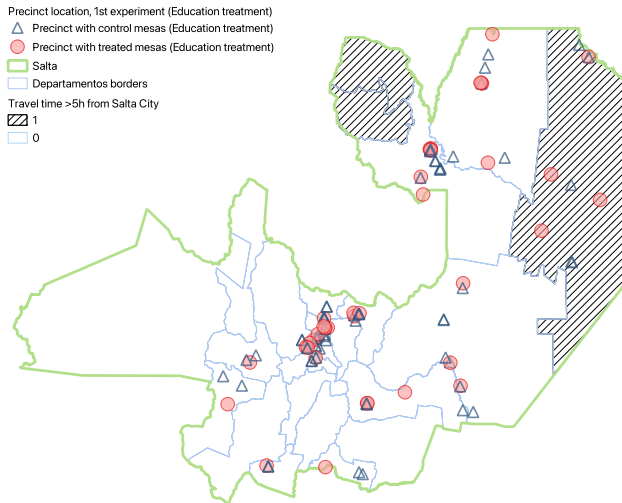 Precinct location, 1st experiment (Education treatment)
Precinct with control mesas (Education treatment)
Precinct with treated mesas (Education treatment)
Salta
Departamentos borders
Travel time >5h from Salta City
1
0